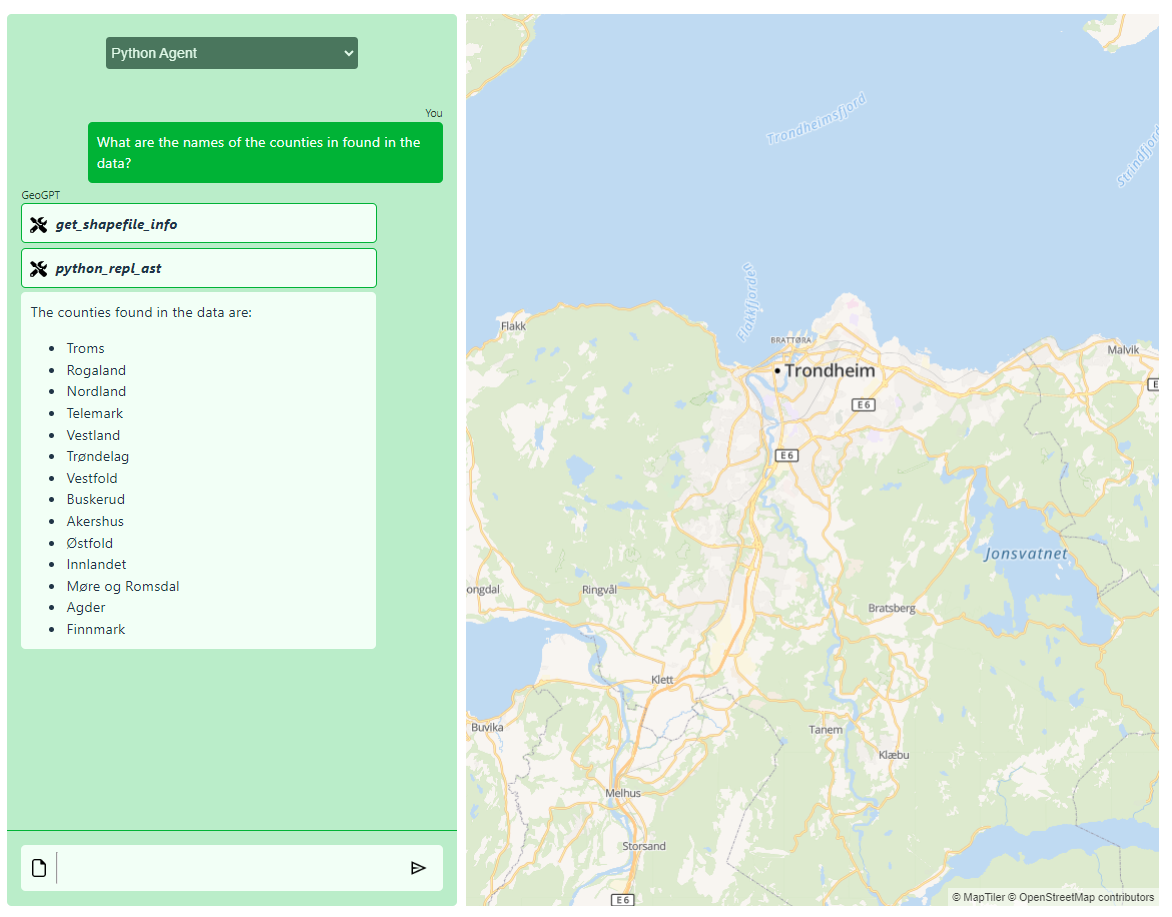 Python Agent
You
What are the names of the counties in found in the
data?
GeoGPT
get_shapefile_info
python_repl_ast
The counties found in the data are:
Troms
Rogaland
Nordland
Telemark
Vestland
Trøndelag
Vestfold
Buskerud
Akershus
Østfold
Innlandet
Møre og Romsdal
Agder
Finnmark
Trondheimsfjord
Strindfjord
Flakkfjorden
Flakk
BRATTØRA
Malvik
Trondheim
E6
E6
Jonsvatnet
ongdal
Ringvål
Bratsberg
Klett
Buvika
Tanem
Klæbu
Melhus
Storsand
E6
© MapTiler © OpenStreetMap contributors